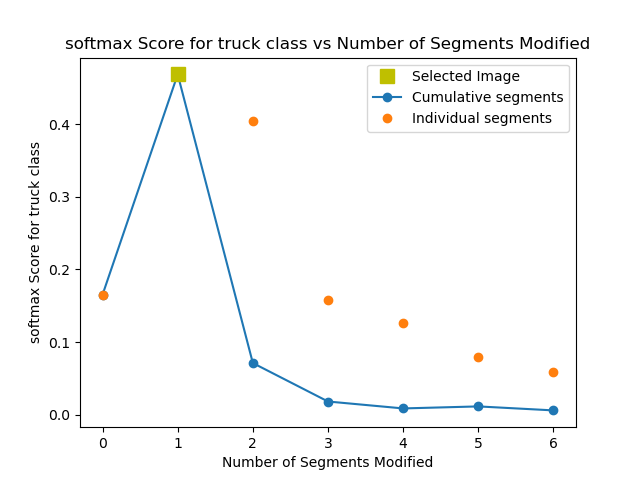 softmax Score for truck class vs Number of Segments Modified
Selected Image
Cumulative segments
Individual segments
softmax Score for truck class
0.4
0.3
0.2
0.1
0.0
0 1 2 3 4 5 6
Number of Segments Modified